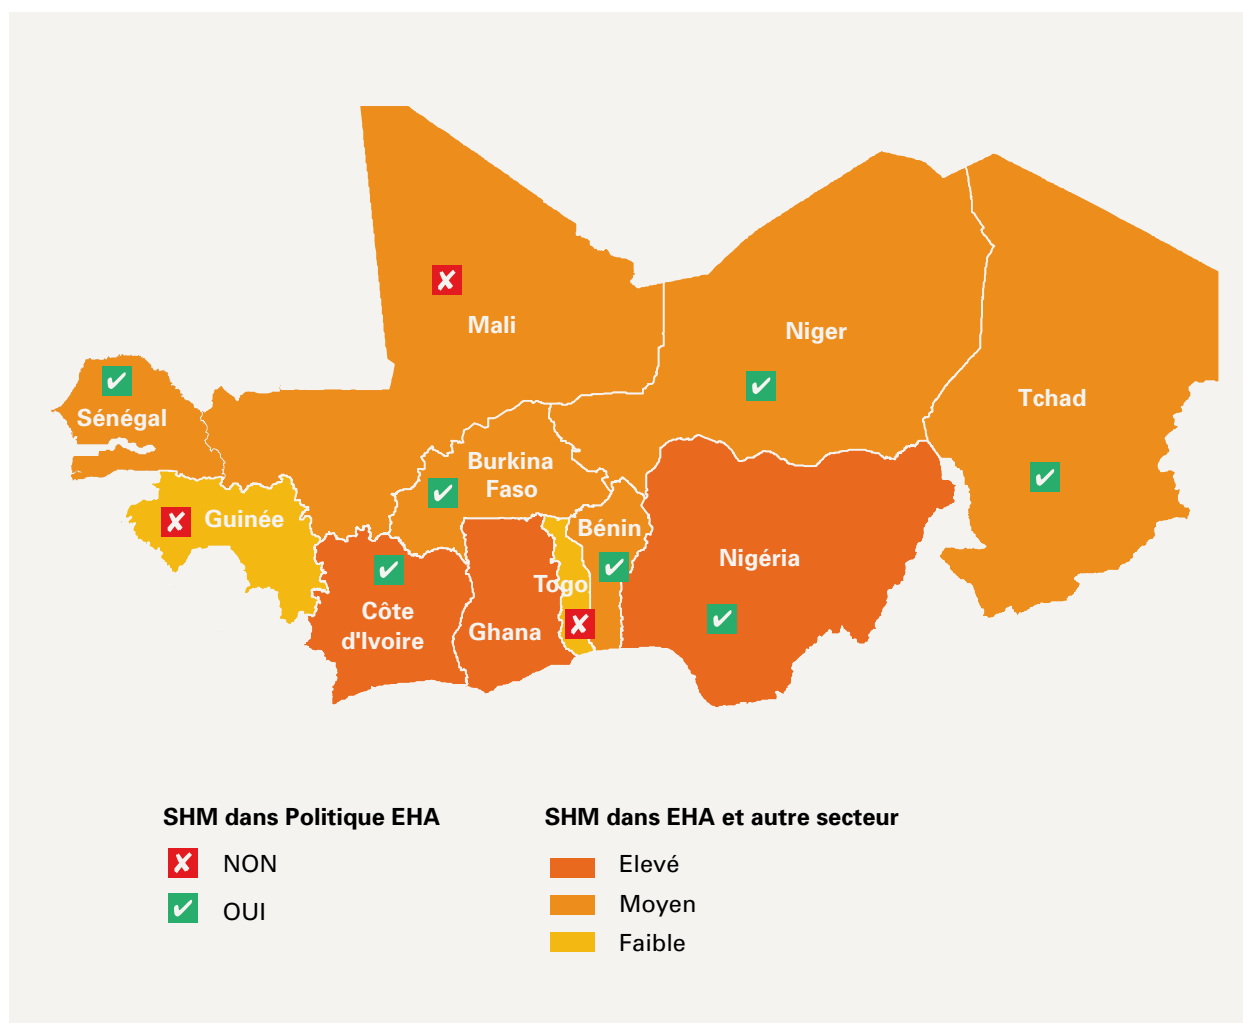 Mali
Niger
Tchad
Sénégal
Burkina
Faso
Guinée
Bénin
Nigéria
Togo
Côte
d'Ivoire
Ghana
SHM dans Politique EHA
NON
OUI
SHM dans EHA et autre secteur
Elevé
Moyen
Faible